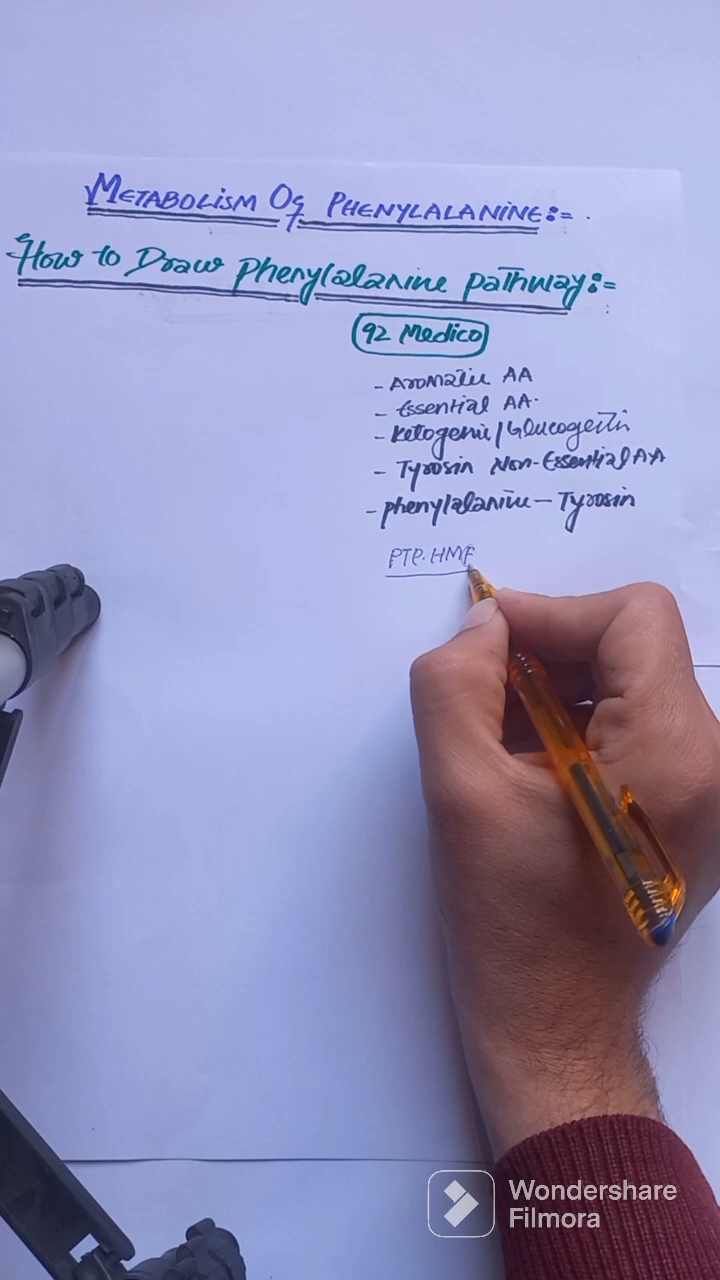 METABOLISM Of PHENYLALANINE:=.
How to Draw phenylalanine pathway:=
92 Medico
- Aromatic AA
- Essential AA.
- Ketogenic/Glucogenic
- Tyrosin Non-Essential AA
- phenylalanine - Tyrosin
PTP.HMF
Wondershare
Filmora